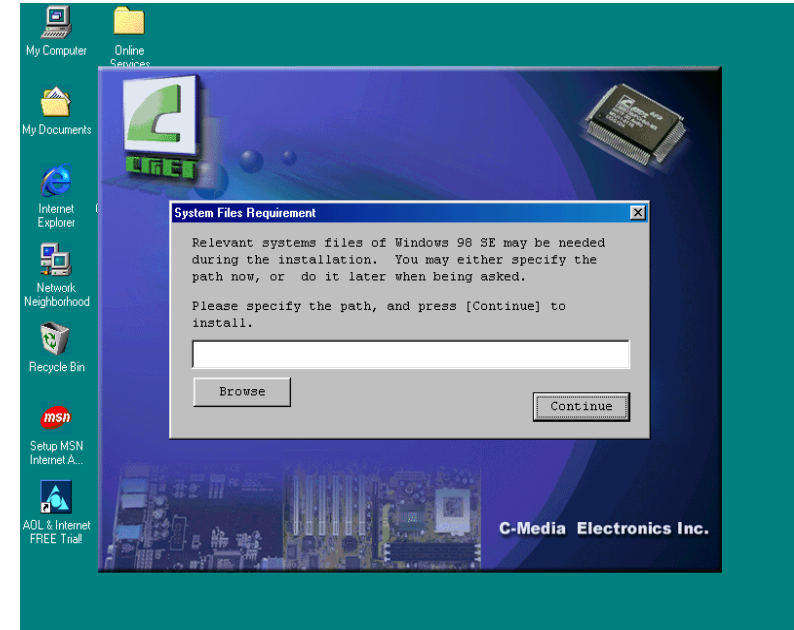 My Computer
Online
Services
My Documents
Internet
Explorer
Network
Neighborhood
Recycle Bin
msn
Setup MSN
Internet A...
AOL & Internet
FREE Trial!
System Files Requirement
Relevant systems files of Windows 98 SE may be needed
during the installation. You may either specify the
path now, or do it later when being asked.
Please specify the path, and press [Continue] to
install.
Browse
Continue
C-Media Electronics Inc.